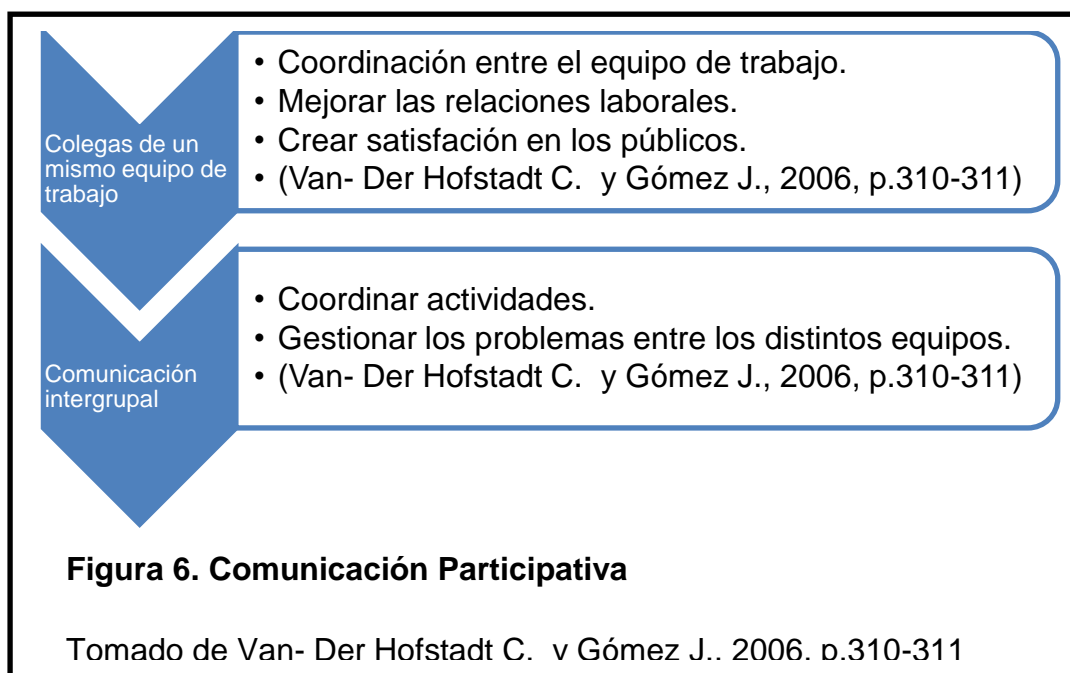 Colegas de un
mismo equipo de
trabajo
• Coordinación entre el equipo de trabajo.
• Mejorar las relaciones laborales.
• Crear satisfacción en los públicos.
• (Van- Der Hofstadt C.  y Gómez J., 2006, p.310-311)
Comunicación
intergrupal
• Coordinar actividades.
• Gestionar los problemas entre los distintos equipos.
• (Van- Der Hofstadt C.  y Gómez J., 2006, p.310-311)
Figura 6. Comunicación Participativa
Tomado de Van- Der Hofstadt C.  y Gómez J., 2006, p.310-311